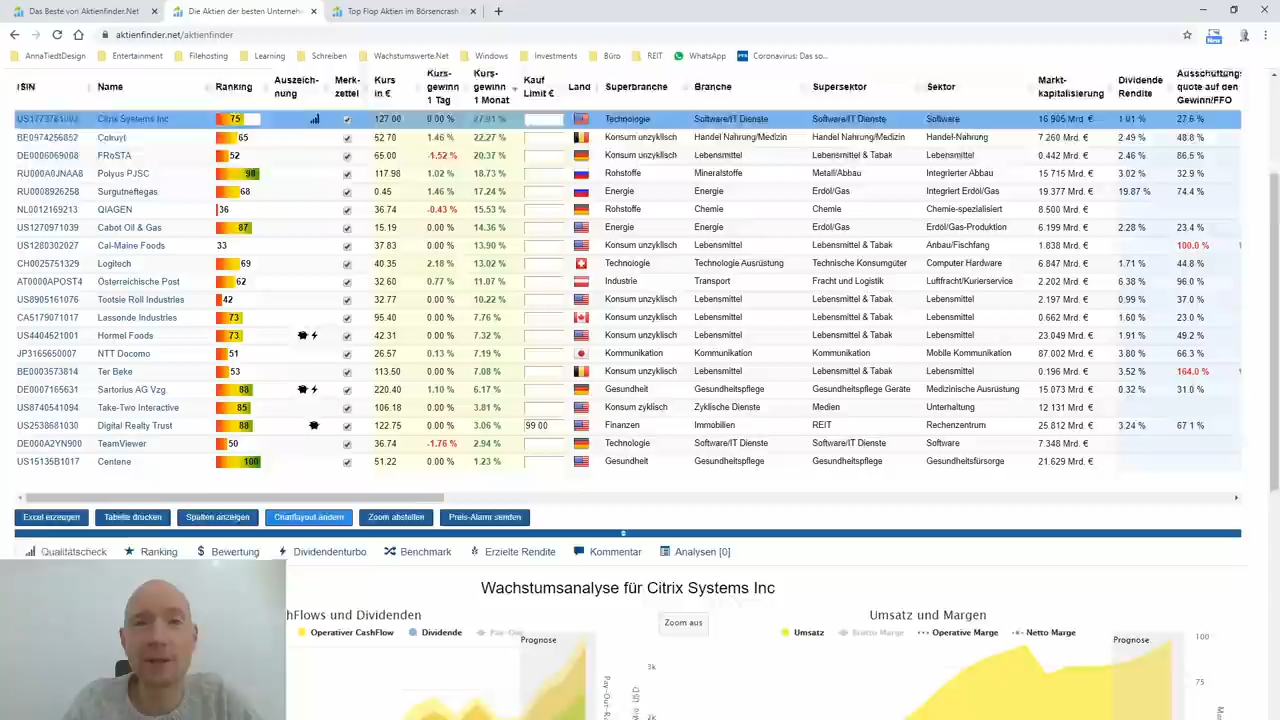 Das Beste von Aktienfinder.Net
Die Aktien der besten Unterneh
Top Flop Aktien im Börsencrash
aktienfinder.net/aktienfinder
AnnaTiedtDesign Entertainment Filehosting Learning Schreiben Wachstumswerte.Net Windows Investments Büro REIT WhatsApp Coronavirus: Das so...
ISIN Name Ranking Auszeich-nung Merk-zettel Kurs in € Kurs-gewinn 1 Tag Kurs-gewinn 1 Monat Kauf Limit € Land Superbranche Branche Supersektor Sektor Markt-kapitalisierung Dividende Rendite Ausschüttungsquote auf den Gewinn/FFO
Citrix Systems Inc 75 127.00 0.00 % 27.91 % Technologie Software/IT Dienste Software/IT Dienste Software 16.905 Mrd. € 1.01 % 27.6 %
BE0974256852 Colruyt 65 52.70 1.46 % 22.27 % Konsum unzyklisch Handel Nahrung/Medizin Handel Nahrung/Medizin Handel-Nahrung 7.260 Mrd. € 2.49 % 48.8 %
DE0006069008 FRoSTA 52 65.00 -1.52 % 20.37 % Konsum unzyklisch Lebensmittel Lebensmittel & Tabak Lebensmittel 0.442 Mrd. € 2.46 % 86.5 %
RU000A0JNAA8 Polyus PJSC 98 117.98 1.02 % 18.73 % Rohstoffe Mineralstoffe Metall/Abbau Integrierter Abbau 15.715 Mrd. € 3.02 % 32.9 %
RU0008926258 Surgutneftegas 68 0.45 1.46 % 17.24 % Energie Energie Erdöl/Gas Integriert Erdöl/Gas 19.377 Mrd. € 19.87 % 74.4 %
NL0012169213 QIAGEN 36 36.74 -0.43 % 15.53 % Rohstoffe Chemie Chemie Chemie-spezialisiert 8.500 Mrd. €
US1270971039 Cabot Oil & Gas 87 15.19 0.00 % 14.36 % Energie Energie Erdöl/Gas Erdöl/Gas-Produktion 6.199 Mrd. € 2.28 % 23.4 %
US1280302027 Cal-Maine Foods 33 37.83 0.00 % 13.90 % Konsum unzyklisch Lebensmittel Lebensmittel & Tabak Anbau/Fischfang 1.838 Mrd. € 100.0 %
CH0025751329 Logitech 69 40.35 2.18 % 13.02 % Technologie Technologie Ausrüstung Technische Konsumgüter Computer Hardware 6.847 Mrd. € 1.71 % 44.8 %
AT0000APOST4 Österreichische Post 62 32.60 0.77 % 11.07 % Industrie Transport Fracht und Logistik Luftfracht/Kurierservice 2.202 Mrd. € 6.38 % 96.0 %
US8905161076 Tootsie Roll Industries 42 32.77 0.00 % 10.22 % Konsum unzyklisch Lebensmittel Lebensmittel & Tabak Lebensmittel 2.197 Mrd. € 0.99 % 37.0 %
CA5179071017 Lassonde Industries 73 95.40 0.00 % 7.76 % Konsum unzyklisch Lebensmittel Lebensmittel & Tabak Lebensmittel 0.662 Mrd. € 1.60 % 23.0 %
US4404521001 Hormel Foods 73 42.31 0.00 % 7.32 % Konsum unzyklisch Lebensmittel Lebensmittel & Tabak Lebensmittel 23.049 Mrd. € 1.91 % 49.2 %
JP3165650007 NTT Docomo 51 26.57 0.13 % 7.19 % Kommunikation Kommunikation Kommunikation Mobile Kommunikation 87.002 Mrd. € 3.80 % 66.3 %
BE0003573814 Ter Beke 53 113.50 0.00 % 7.08 % Konsum unzyklisch Lebensmittel Lebensmittel & Tabak Lebensmittel 0.196 Mrd. € 3.52 % 164.0 %
DE0007165631 Sartorius AG Vzg 88 220.40 1.10 % 6.17 % Gesundheit Gesundheitspflege Gesundheitspflege Geräte Medizinische Ausrüstung 15.073 Mrd. € 0.32 % 31.0 %
US8740541094 Take-Two Interactive 85 106.18 0.00 % 3.81 % Konsum zyklisch Zyklische Dienste Medien Unterhaltung 12.131 Mrd. €
US2538681030 Digital Realty Trust 88 122.75 0.00 % 3.06 % 99.00 Finanzen Immobilien REIT Rechenzentrum 25.812 Mrd. € 3.24 % 67.1 %
DE000A2YN900 TeamViewer 50 36.74 -1.76 % 2.94 % Technologie Software/IT Dienste Software/IT Dienste Software 7.348 Mrd. €
US15135B1017 Centene 100 51.22 0.00 % 1.23 % Gesundheit Gesundheitspflege Gesundheitspflege Gesundheitsfürsorge 21.629 Mrd. €
Excel erzeugen Tabelle drucken Spalten anzeigen Chartlayout ändern Zoom abstellen Preis-Alarm senden
Qualitätscheck Ranking Bewertung Dividendenturbo Benchmark Erzielte Rendite Kommentar Analysen [0]
Wachstumsanalyse für Citrix Systems Inc
hFlows und Dividenden
Umsatz und Margen
Zoom aus
Operativer CashFlow Dividende Pay-Out
Umsatz Brutto Marge Operative Marge Netto Marge
Prognose
Prognose
100
75